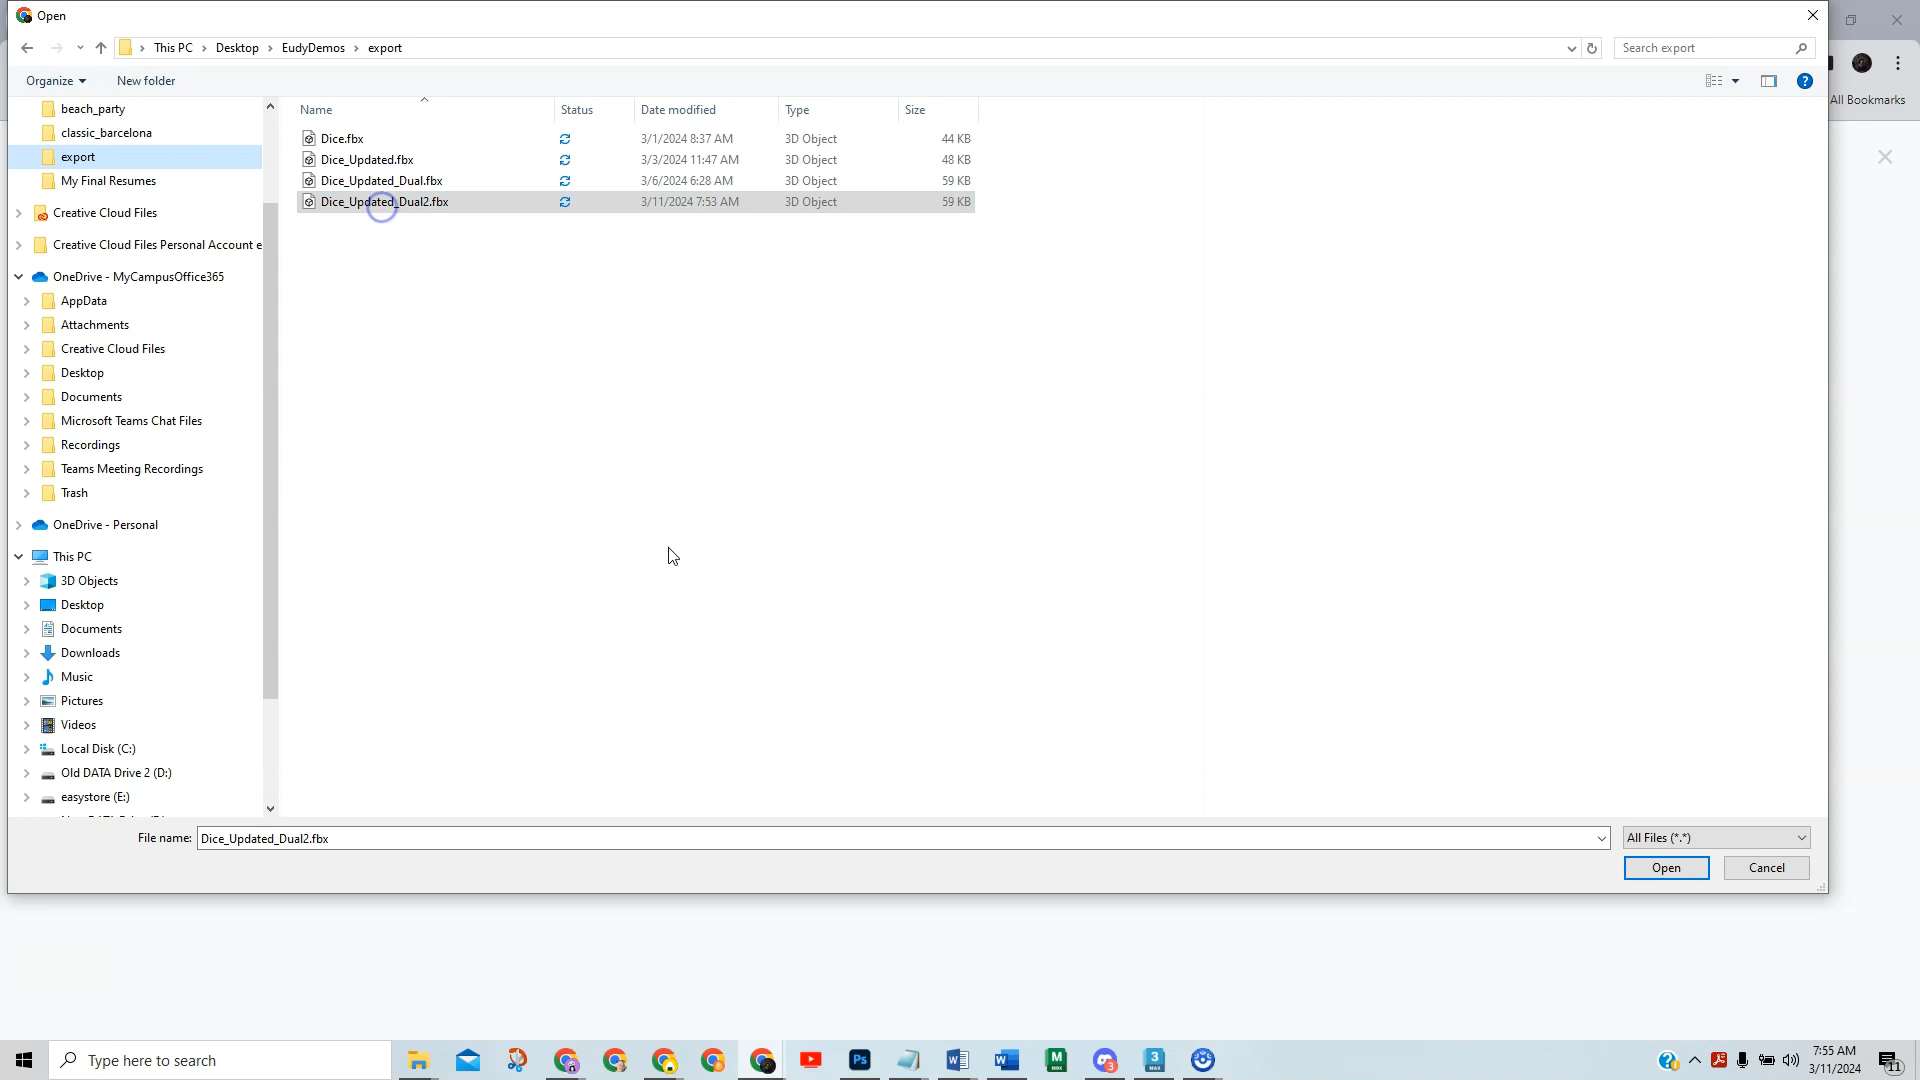 Open
This PC > Desktop > EudyDemos > export
Search export
Organize
New folder
All Bookmarks
beach_party
classic_barcelona
export
My Final Resumes
Creative Cloud Files
Creative Cloud Files Personal Account e
OneDrive - MyCampusOffice365
AppData
Attachments
Creative Cloud Files
Desktop
Documents
Microsoft Teams Chat Files
Recordings
Teams Meeting Recordings
Trash
OneDrive - Personal
This PC
3D Objects
Desktop
Documents
Downloads
Music
Pictures
Videos
Local Disk (C:)
Old DATA Drive 2 (D:)
easystore (E:)
Name Status Date modified Type Size
Dice.fbx 3/1/2024 8:37 AM 3D Object 44 KB
Dice_Updated.fbx 3/3/2024 11:47 AM 3D Object 48 KB
Dice_Updated_Dual.fbx 3/6/2024 6:28 AM 3D Object 59 KB
Dice_Updated_Dual2.fbx 3/11/2024 7:53 AM 3D Object 59 KB
File name: Dice_Updated_Dual2.fbx
All Files (*.*)
Open Cancel
Type here to search
Ps
M
3
3
MAX
7:55 AM
3/11/2024
11